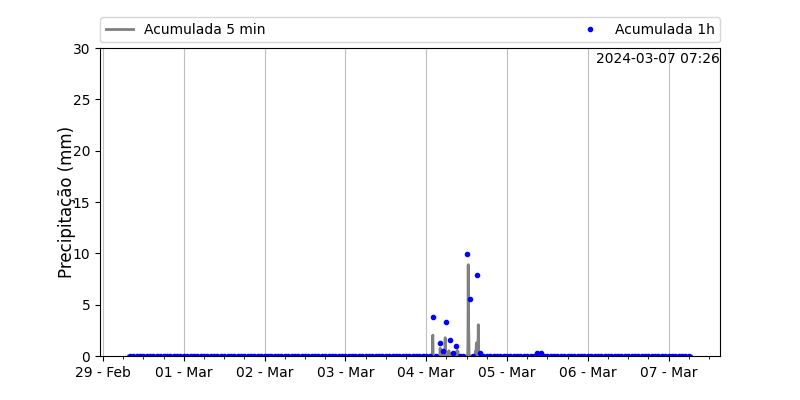 Acumulada 5 min
Acumulada 1h
2024-03-07 07:26
Precipitação (mm)
30
25
20
15
10
5
0
29 - Feb
01 - Mar
02 - Mar
03 - Mar
04 - Mar
05 - Mar
06 - Mar
07 - Mar